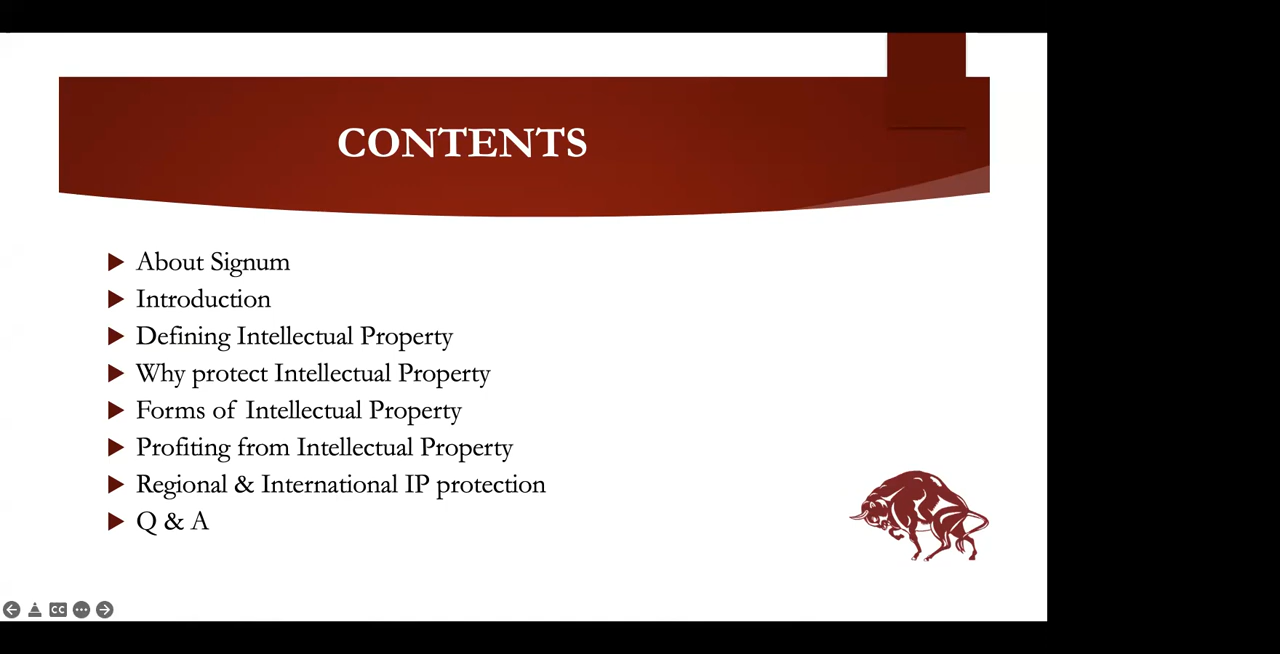 CONTENTS
About Signum
Introduction
Defining Intellectual Property
Why protect Intellectual Property
Forms of Intellectual Property
Profiting from Intellectual Property
Regional & International IP protection
Q & A
CC